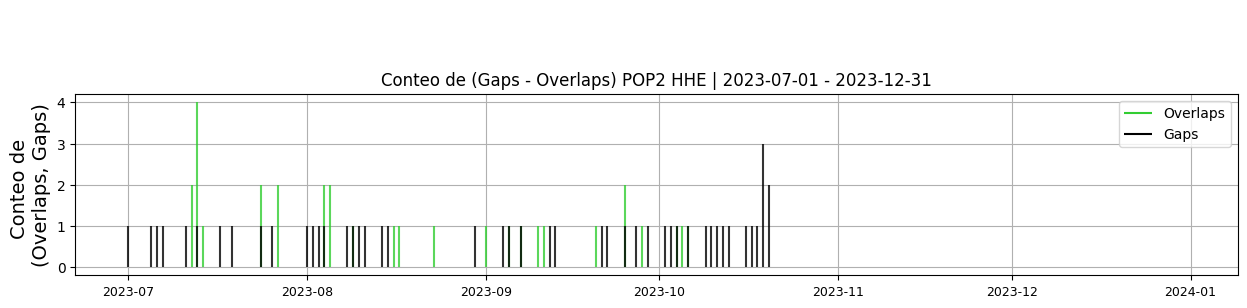 Conteo de (Gaps - Overlaps) POP2 HHE | 2023-07-01 - 2023-12-31
Conteo de
(Overlaps, Gaps)
4
3
2
1
0
Overlaps
Gaps
2023-07
2023-08
2023-09
2023-10
2023-11
2023-12
2024-01